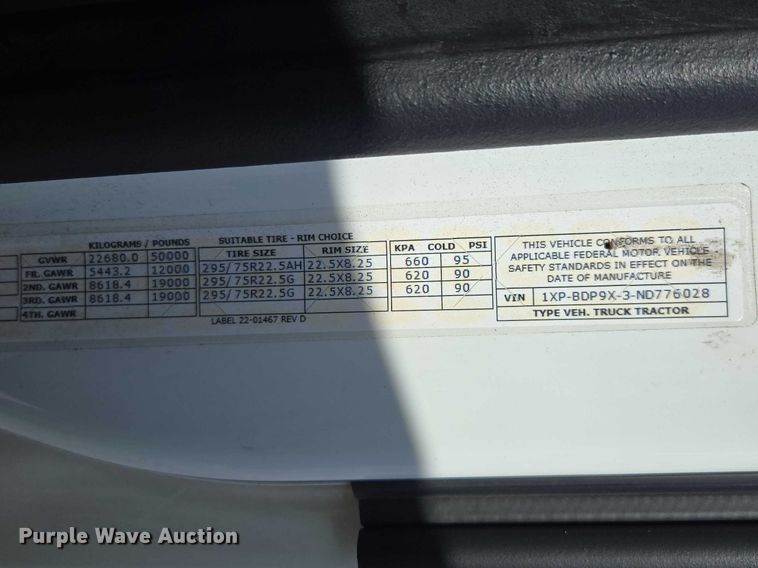 KILOGRAMS / POUNDS
GVWR 22680.0 50000
FR. GAWR 5443.2 12000
2ND. GAWR 8618.4 19000
3RD. GAWR 8618.4 19000
4TH. GAWR
SUITABLE TIRE - RIM CHOICE
TIRE SIZE RIM SIZE
295/75R22.5AH 22.5X8.25
295/75R22.5G 22.5X8.25
295/75R22.5G 22.5X8.25
LABEL 22-01467 REV D
KPA COLD PSI
660 95
620 90
620 90
THIS VEHICLE CONFORMS TO ALL
APPLICABLE FEDERAL MOTOR VEHICLE
SAFETY STANDARDS IN EFFECT ON THE
DATE OF MANUFACTURE
VIN 1XP-BDP9X-3-ND776028
TYPE VEH. TRUCK TRACTOR
Purple Wave Auction